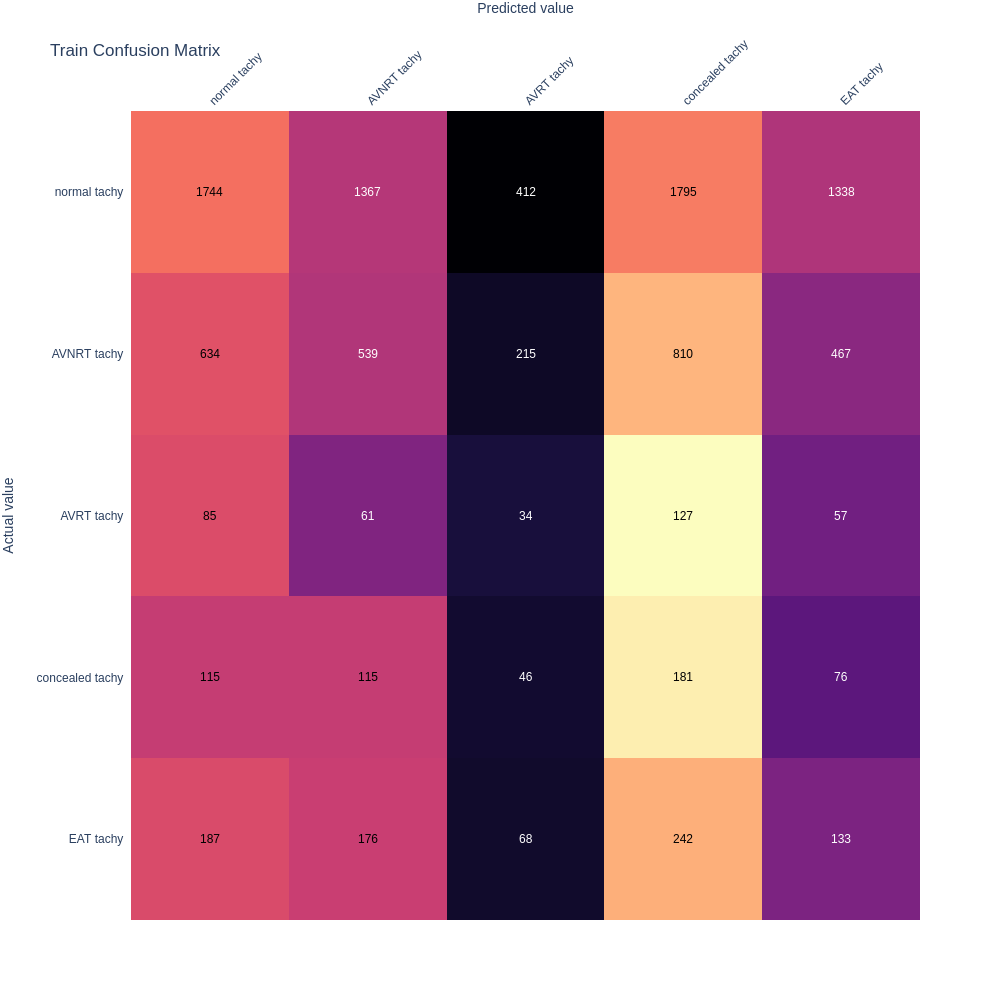 Predicted value
Train Confusion Matrix
normal tachy AVNRT tachy AVRT tachy concealed tachy EAT tachy
normal tachy 1744 1367 412 1795 1338
AVNRT tachy 634 539 215 810 467
AVRT tachy 85 61 34 127 57
concealed tachy 115 115 46 181 76
EAT tachy 187 176 68 242 133
Actual value